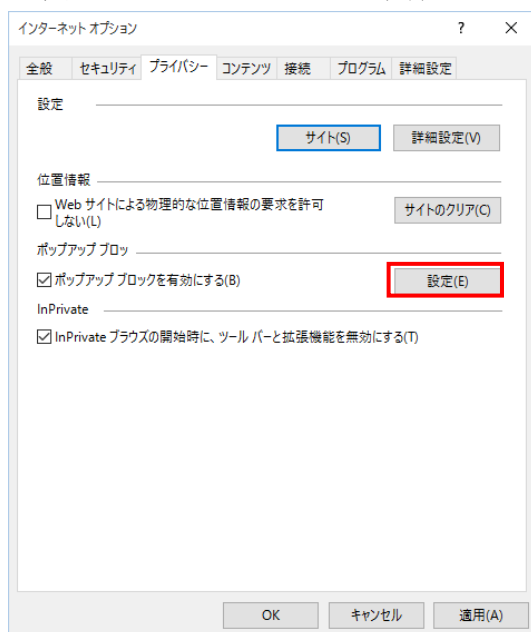 インターネット オプション ? ×
全般 セキュリティ プライバシー コンテンツ 接続 プログラム 詳細設定
設定
サイト(S) 詳細設定(V)
位置情報
Web サイトによる物理的な位置情報の要求を許可
しない(L)
サイトのクリア(C)
ポップアップ ブロッ
ポップアップ ブロックを有効にする(B) 設定(E)
InPrivate
InPrivate ブラウズの開始時に、ツール バーと拡張機能を無効にする(T)
OK キャンセル 適用(A)